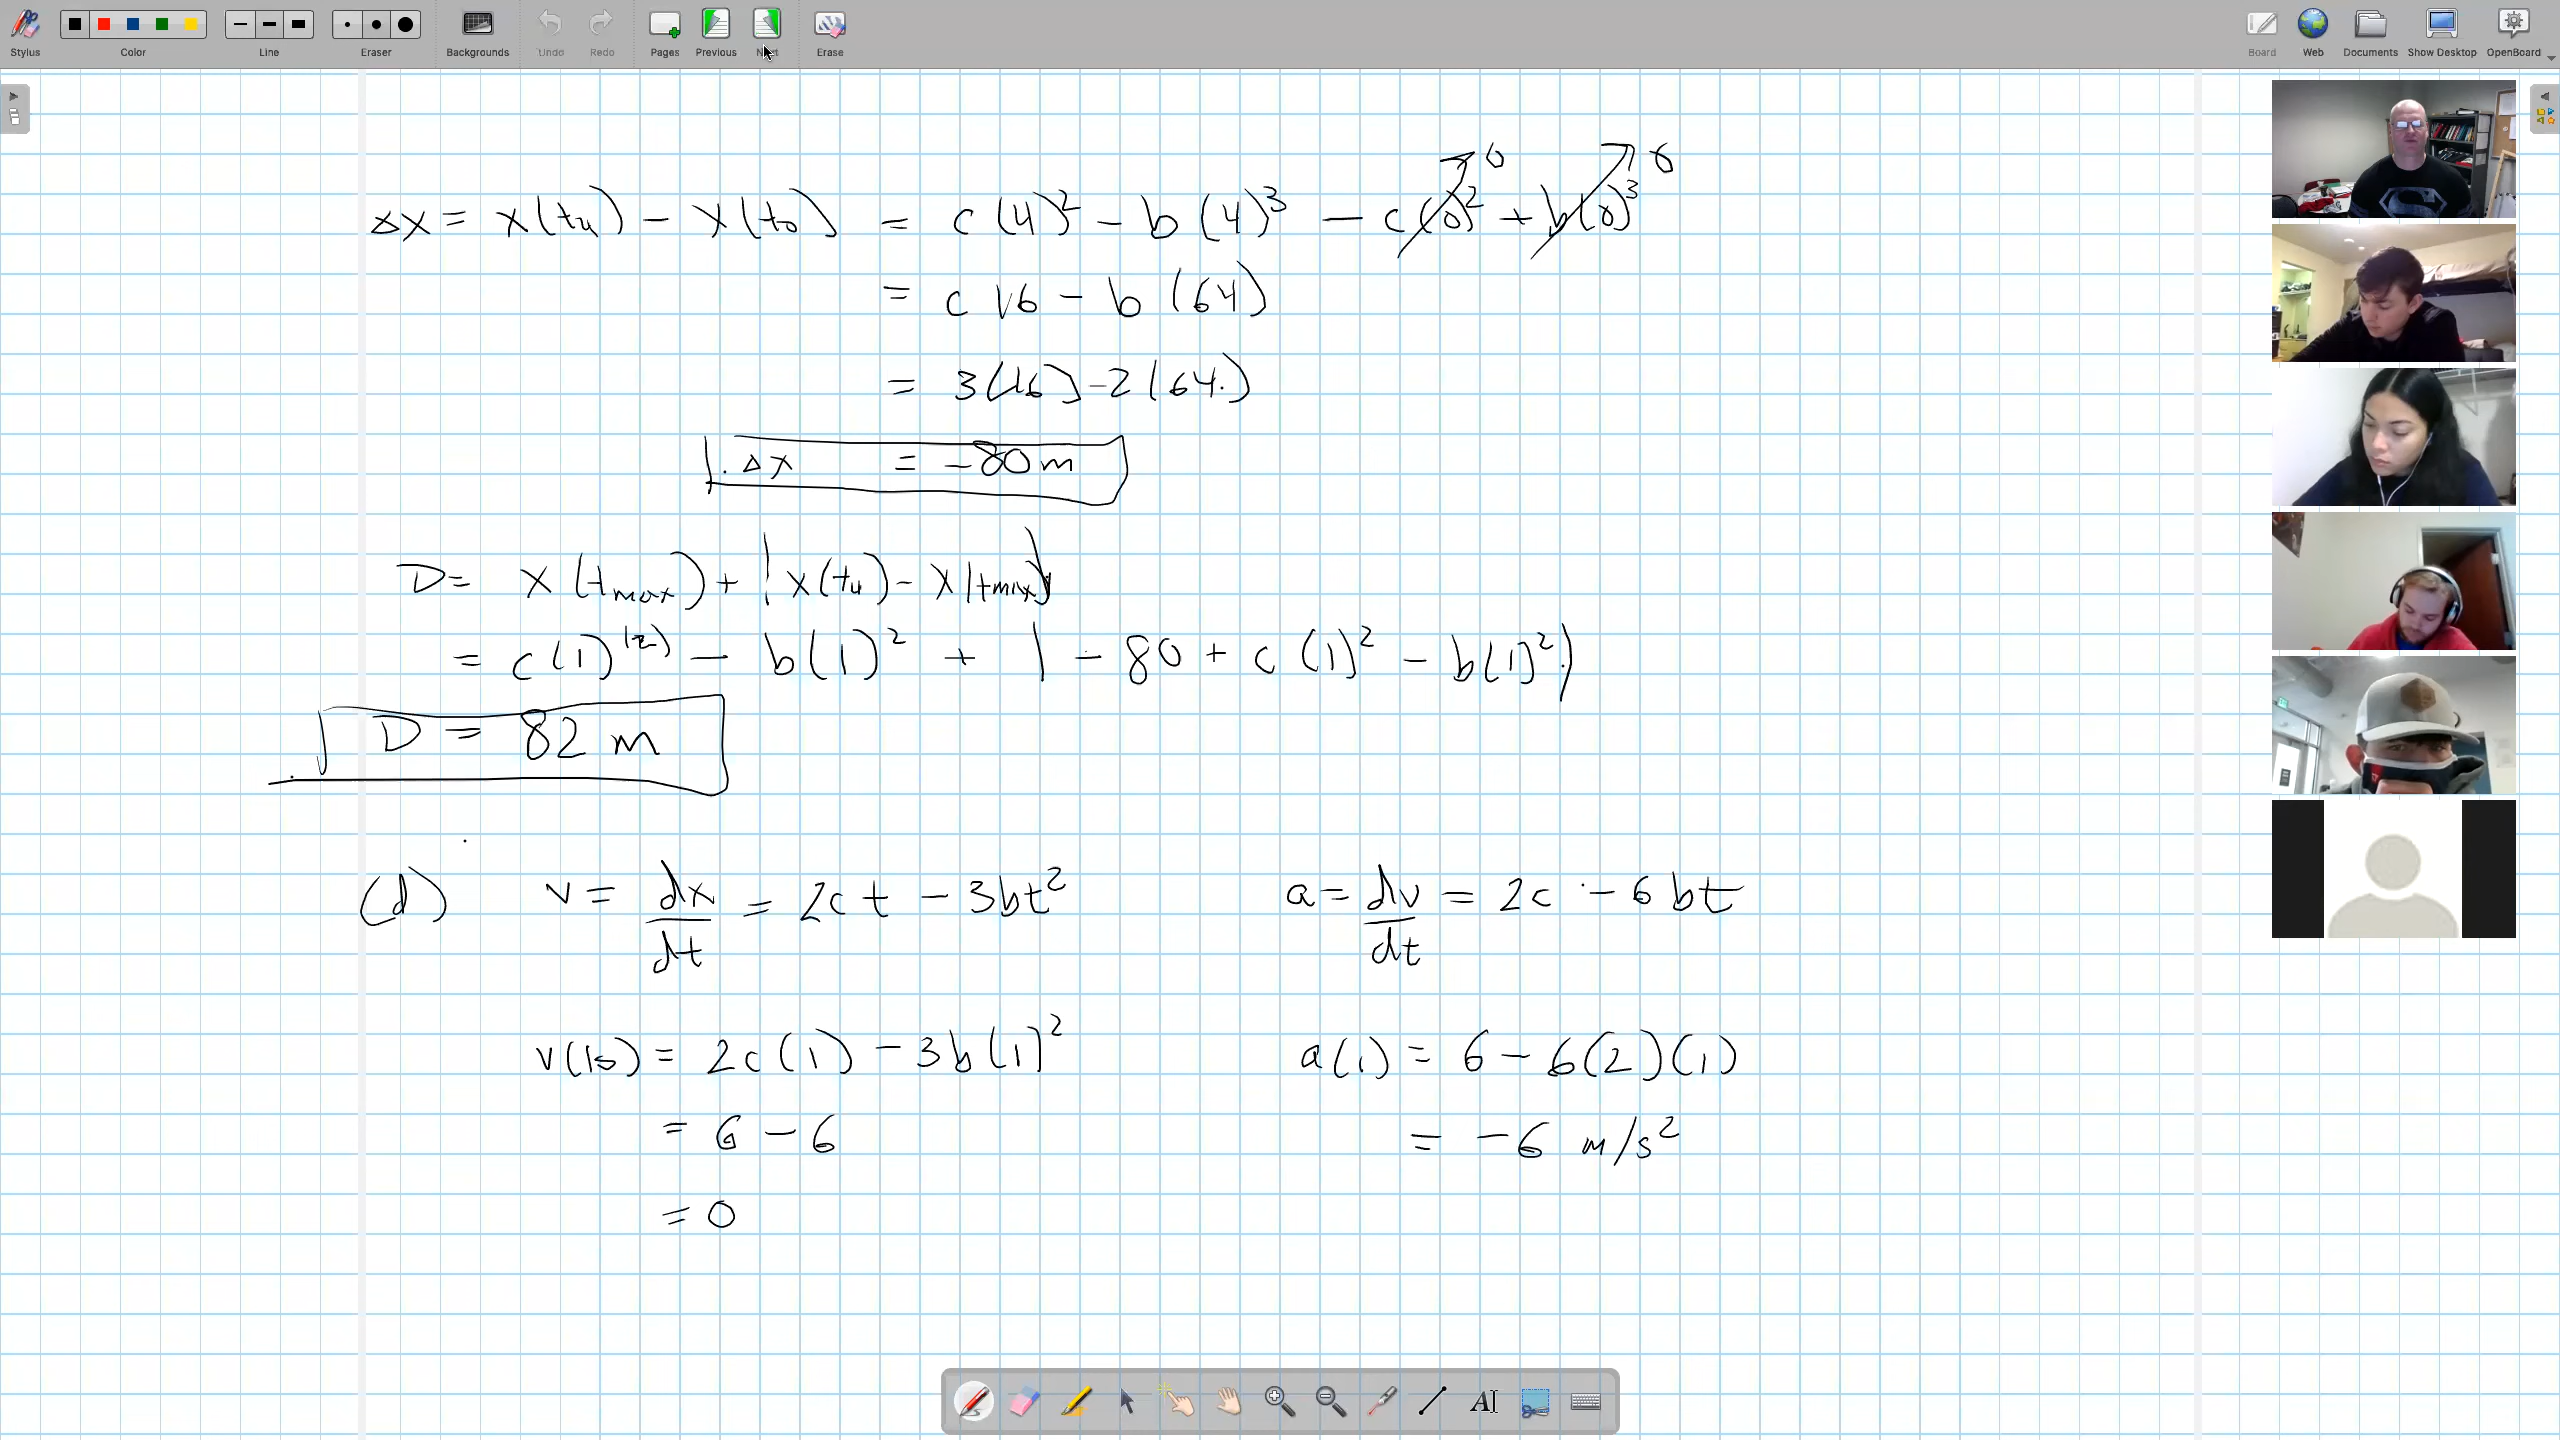 Stylus Color Line Eraser Backgrounds Undo Redo Pages Previous Next Erase Board Web Documents Show Desktop OpenBoard
Δx = x(t₄) − x(t₀) = c(4)² − b(4)³ − c(0)² + b(0)³
0 0
= c 16 − b (64)
= 3(16) − 2(64)
Δx = −80 m
D = x(tmax) + |x(t₄) − x(tmax)|
= c(1)⁽²⁾ − b(1)² + |−80 + c(1)² − b(1)²|
D = 82 m
(d) v = dx/dt = 2ct − 3bt² a = dv/dt = 2c − 6bt
v(1s) = 2c(1) − 3b(1)² a(1) = 6 − 6(2)(1)
= 6 − 6 = −6 m/s²
= 0